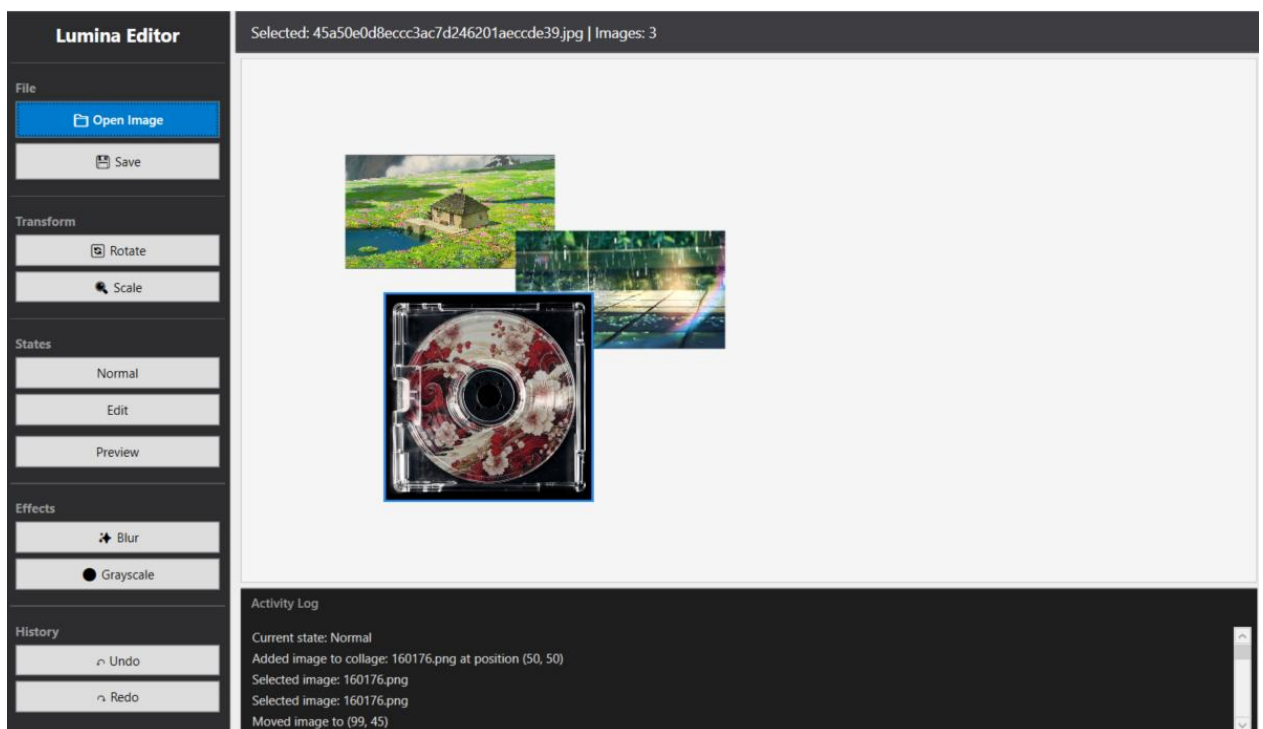 Lumina Editor
Selected: 45a50e0d8eccc3ac7d246201aeccde39.jpg | Images: 3
File
Open Image
Save
Transform
Rotate
Scale
States
Normal
Edit
Preview
Effects
Blur
Grayscale
History
Undo
Redo
Activity Log
Current state: Normal
Added image to collage: 160176.png at position (50, 50)
Selected image: 160176.png
Selected image: 160176.png
Moved image to (99, 45)